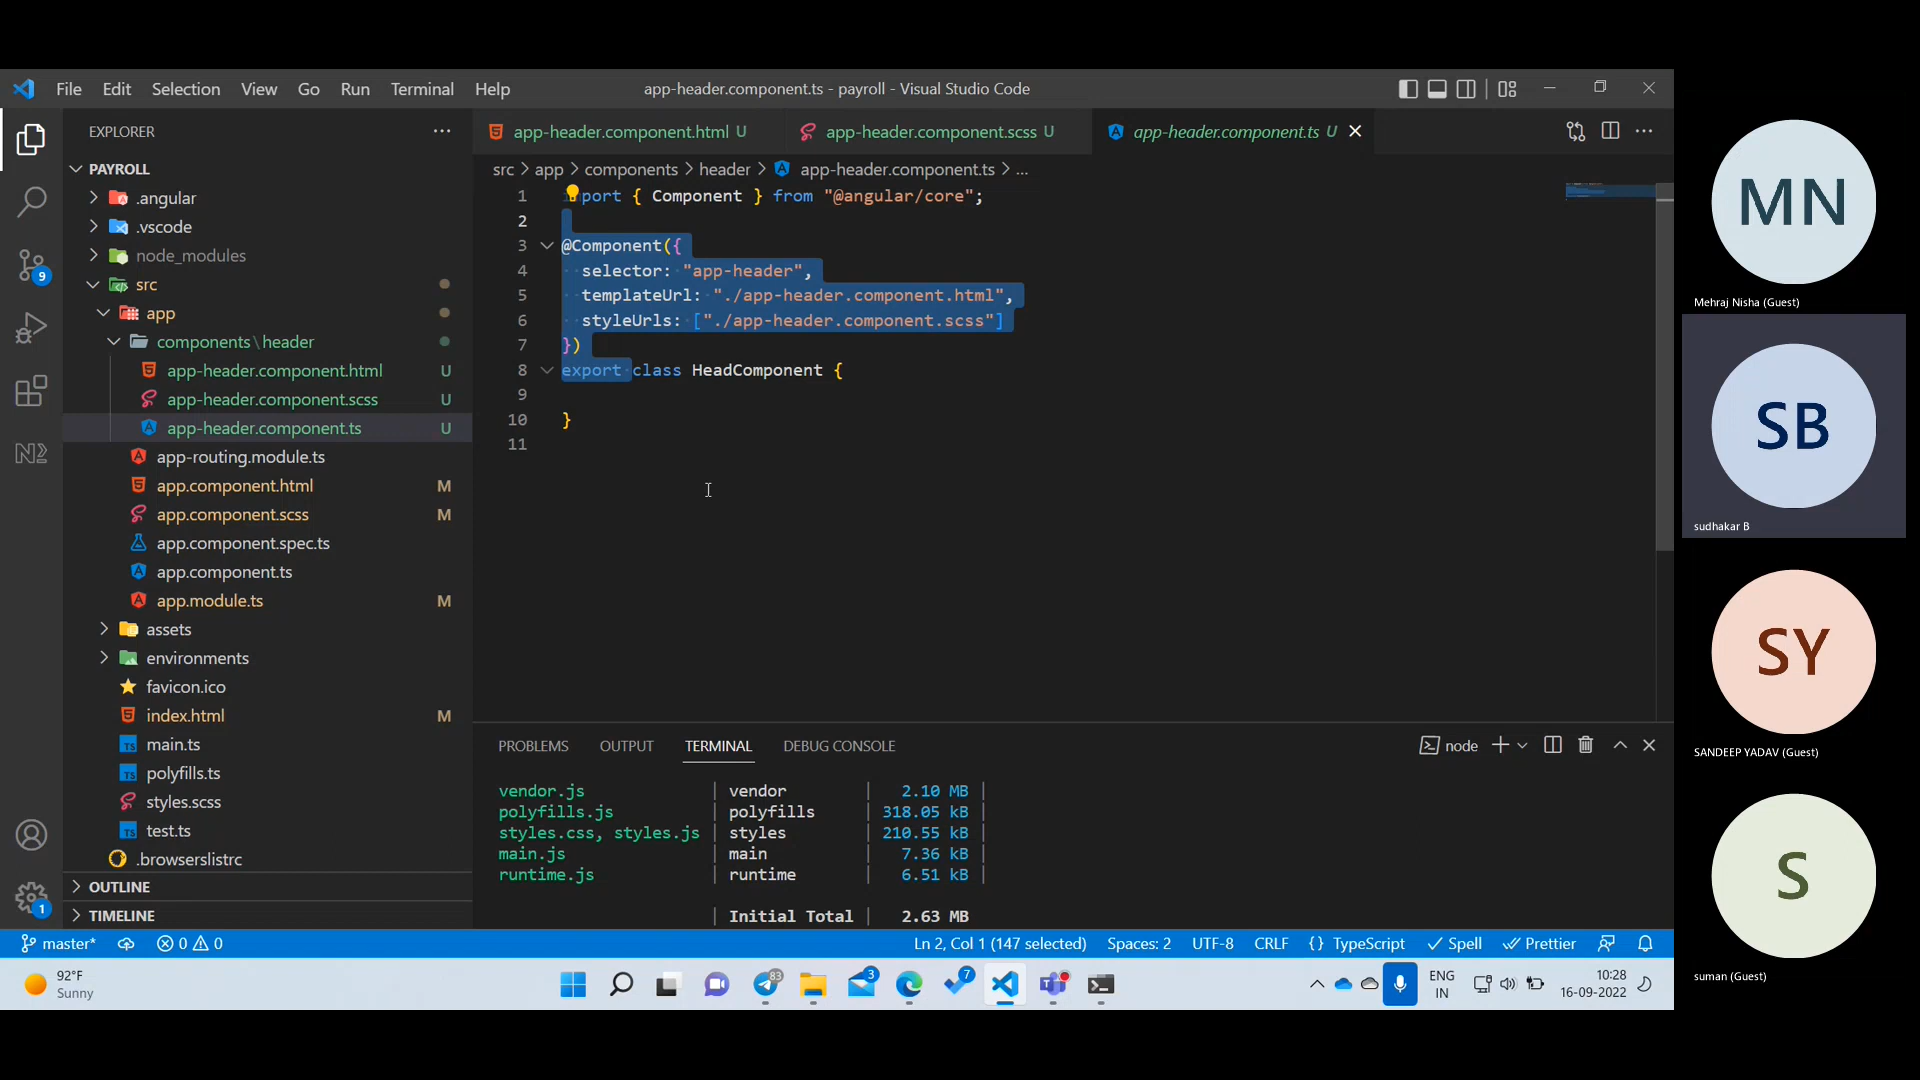 File Edit Selection View Go Run Terminal Help
app-header.component.ts - payroll - Visual Studio Code
EXPLORER
PAYROLL
.angular
.vscode
node_modules
src
app
components\header
app-header.component.html U
app-header.component.scss U
app-header.component.ts U
app-routing.module.ts
app.component.html M
app.component.scss M
app.component.spec.ts
app.component.ts
app.module.ts M
assets
environments
favicon.ico
index.html M
main.ts
polyfills.ts
styles.scss
test.ts
.browserslistrc
OUTLINE
TIMELINE
9
1
app-header.component.html U
app-header.component.scss U
app-header.component.ts U
src > app > components > header > app-header.component.ts > ...
1 port { Component } from "@angular/core";
2
3 @Component({
4 selector: "app-header",
5 templateUrl: "./app-header.component.html",
6 styleUrls: ["./app-header.component.scss"]
7 })
8 export class HeadComponent {
9
10 }
11
PROBLEMS OUTPUT TERMINAL DEBUG CONSOLE
node
vendor.js | vendor | 2.10 MB |
polyfills.js | polyfills | 318.05 kB |
styles.css, styles.js | styles | 210.55 kB |
main.js | main | 7.36 kB |
runtime.js | runtime | 6.51 kB |
| Initial Total | 2.63 MB
master* 0 0
Ln 2, Col 1 (147 selected) Spaces: 2 UTF-8 CRLF {} TypeScript Spell Prettier
92°F
Sunny
83
3
7
ENG
IN
10:28
16-09-2022
MN
Mehraj Nisha (Guest)
SB
sudhakar B
SY
SANDEEP YADAV (Guest)
S
suman (Guest)